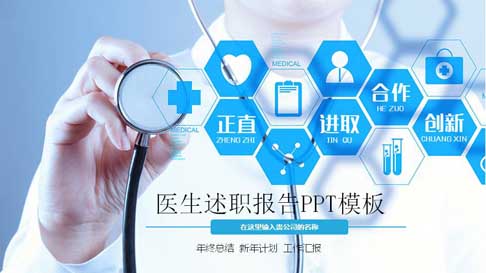 MEDICAL
合作
HE ZUO
正直
ZHENG ZHI
进取
TIN QU
创新
CHUANG XIN
MEDICAL
医生述职报告PPT模板
在这里输入贵公司的名称
年终总结 新年计划 工作汇报